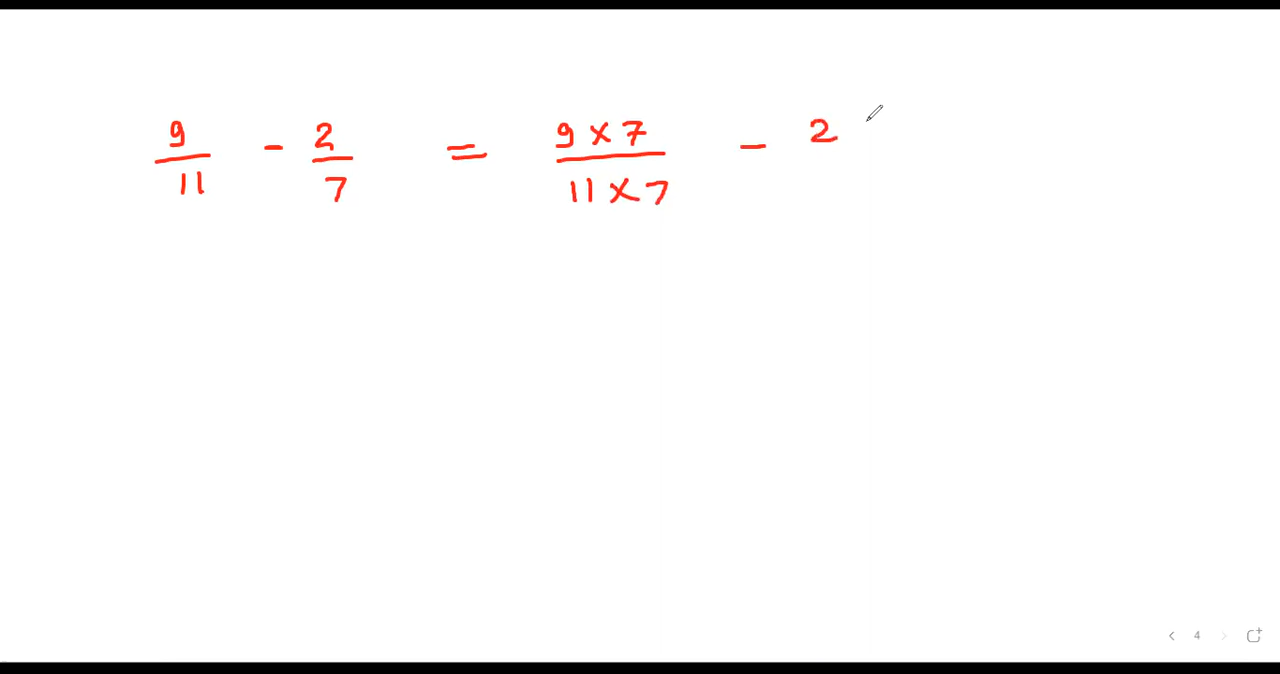 9/11 - 2/7 = 9 × 7/11 × 7 - 2
4